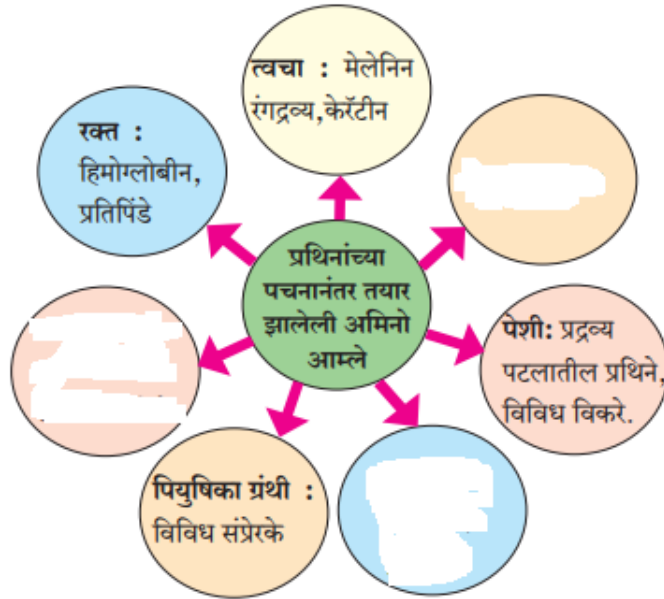 त्वचा : मेलेनिन
रंगद्रव्य,केरॅटीन
रक्त :
हिमोग्लोबीन,
प्रतिपिंडे
प्रथिनांच्या
पचनानंतर तयार
झालेली अमिनो
आम्ले
पेशी: प्रद्रव्य
पटलातील प्रथिने,
विविध विकरे.
पियुषिका ग्रंथी :
विविध संप्रेरके